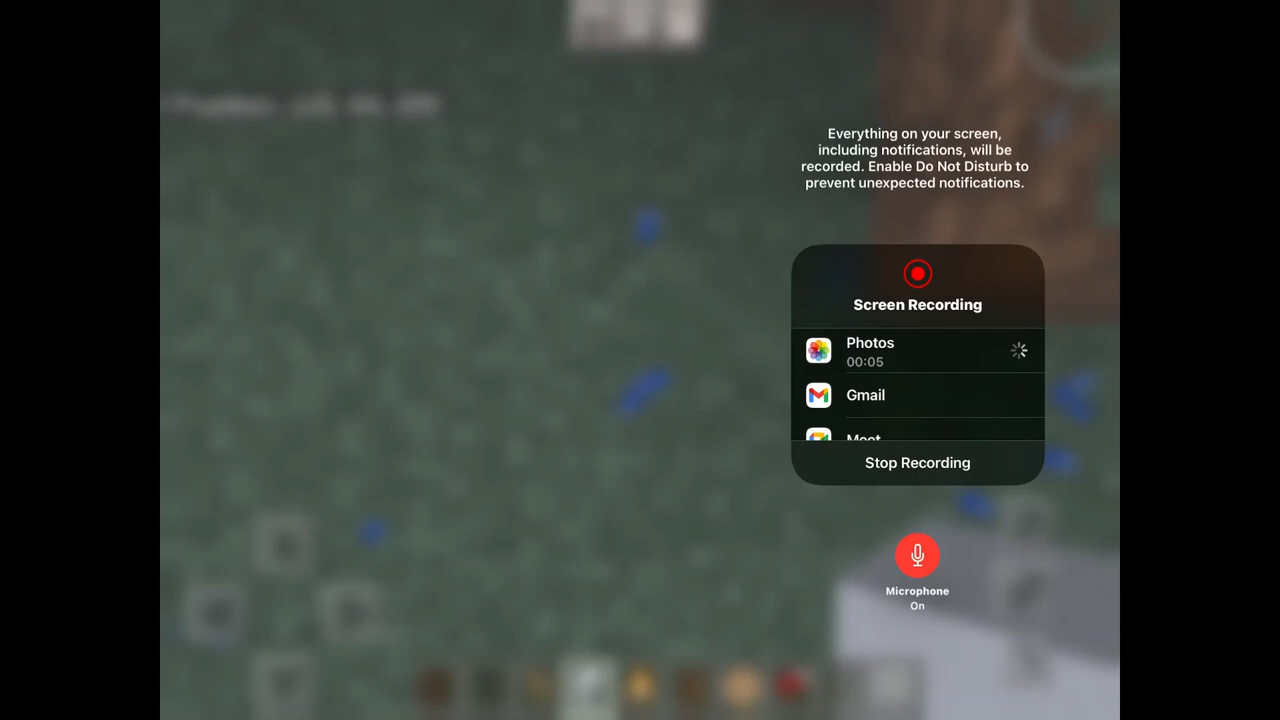 Everything on your screen,
including notifications, will be
recorded. Enable Do Not Disturb to
prevent unexpected notifications.
Screen Recording
Photos
00:05
Gmail
Meet
Stop Recording
Microphone
On